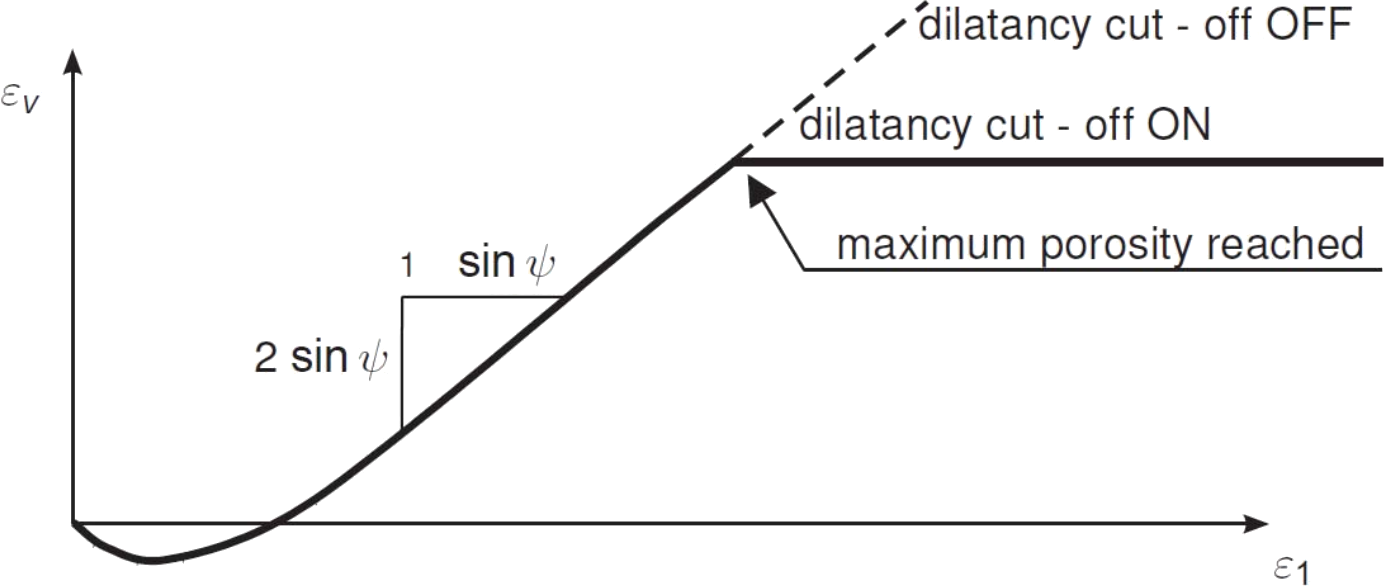 dilatancy cut - off OFF
εv
dilatancy cut - off ON
maximum porosity reached
1 sin ψ
2 sin ψ
ε1